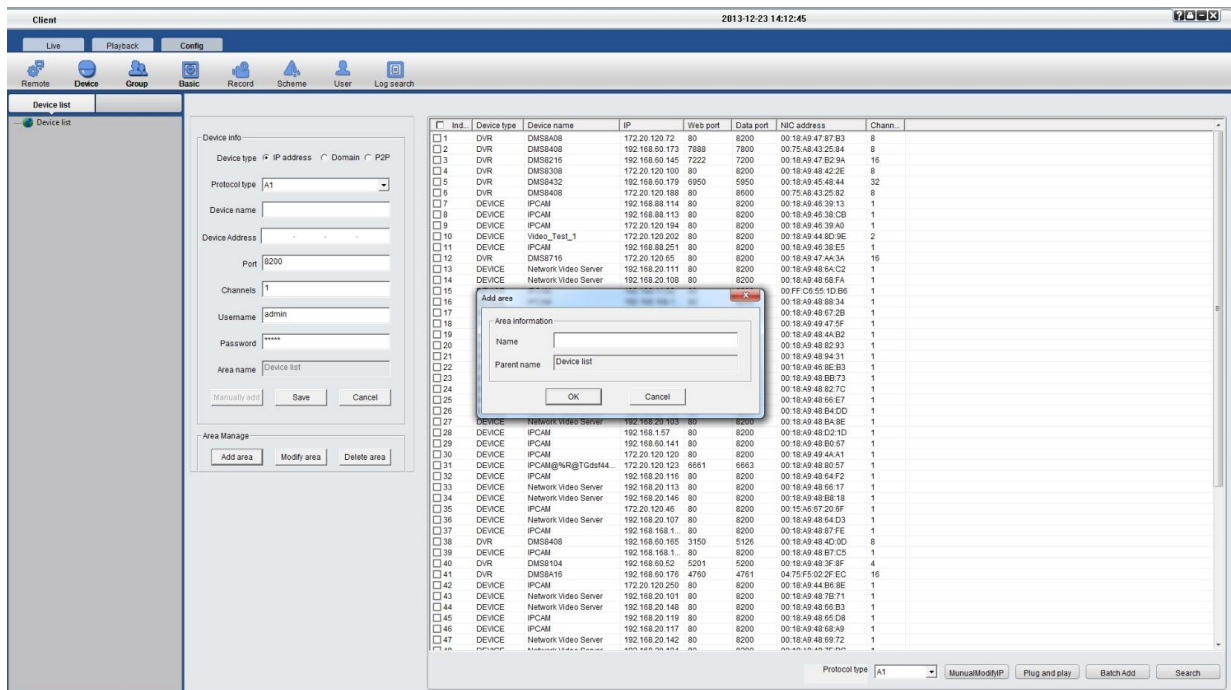 Client 2013-12-23 14:12:45
Live Playback Config
Remote Device Group Basic Record Scheme User Log search
Device list
Device list
Device info
Device type IP address Domain P2P
Protocol type A1
Device name
Device Address
Port 8200
Channels 1
Username admin
Password *****
Area name Device list
Manually add Save Cancel
Area Manage
Add area Modify area Delete area
Ind... Device type Device name IP Web port Data port NIC address Chann...
1 DVR DMS8A08 172.20.120.72 80 8200 00:18:A9:47:87:B3 8
2 DVR DMS8408 192.168.60.173 7888 7800 00:75:A8:43:25:84 8
3 DVR DMS8216 192.168.60.145 7222 7200 00:18:A9:47:B2:9A 16
4 DVR DMS8308 172.20.120.100 80 8200 00:18:A9:48:42:2E 8
5 DVR DMS8432 192.168.60.179 6950 5950 00:18:A9:45:48:44 32
6 DVR DMS8408 172.20.120.188 80 8600 00:75:A8:43:25:82 8
7 DEVICE IPCAM 192.168.88.114 80 8200 00:18:A9:46:39:13 1
8 DEVICE IPCAM 192.168.88.113 80 8200 00:18:A9:46:38:CB 1
9 DEVICE IPCAM 172.20.120.194 80 8200 00:18:A9:46:39:A0 1
10 DEVICE Video_Test_1 172.20.120.202 80 8200 00:18:A9:44:8D:9E 2
11 DEVICE IPCAM 192.168.88.251 80 8200 00:18:A9:46:38:E5 1
12 DVR DMS8716 172.20.120.65 80 8200 00:18:A9:47:AA:3A 16
13 DEVICE Network Video Server 192.168.20.111 80 8200 00:18:A9:48:6A:C2 1
14 DEVICE Network Video Server 192.168.20.108 80 8200 00:18:A9:48:68:FA 1
15 00:FF:C6:55:1D:B6 1
16 00:18:A9:48:88:34 1
17 00:18:A9:48:67:2B 1
18 00:18:A9:49:47:5F 1
19 00:18:A9:48:4A:B2 1
20 00:18:A9:48:82:93 1
21 00:18:A9:48:94:31 1
22 00:18:A9:46:8E:B3 1
23 00:18:A9:48:BB:73 1
24 00:18:A9:48:82:7C 1
25 00:18:A9:48:66:E7 1
26 00:18:A9:48:B4:DD 1
27 DEVICE Network Video Server 192.168.20.103 80 8200 00:18:A9:48:BA:8E 1
28 DEVICE IPCAM 192.168.1.57 80 8200 00:18:A9:48:D2:1D 1
29 DEVICE IPCAM 192.168.60.141 80 8200 00:18:A9:48:B0:67 1
30 DEVICE IPCAM 172.20.120.120 80 8200 00:18:A9:49:4A:A1 1
31 DEVICE IPCAM@%R@TGdsf44... 172.20.120.123 6661 6663 00:18:A9:48:80:57 1
32 DEVICE IPCAM 192.168.20.116 80 8200 00:18:A9:48:64:F2 1
33 DEVICE Network Video Server 192.168.20.113 80 8200 00:18:A9:48:66:17 1
34 DEVICE Network Video Server 192.168.20.146 80 8200 00:18:A9:48:B8:18 1
35 DEVICE IPCAM 172.20.120.46 80 8200 00:15:A6:67:20:6F 1
36 DEVICE Network Video Server 192.168.20.107 80 8200 00:18:A9:48:64:D3 1
37 DEVICE IPCAM 192.168.168.1... 80 8200 00:18:A9:48:87:FE 1
38 DVR DMS8408 192.168.60.165 3150 5126 00:18:A9:48:4D:0D 8
39 DEVICE IPCAM 192.168.168.1... 80 8200 00:18:A9:48:B7:C5 1
40 DVR DMS8104 192.168.60.52 5201 5200 00:18:A9:48:3F:8F 4
41 DVR DMS8A16 192.168.60.176 4760 4761 04:75:F5:02:2F:EC 16
42 DEVICE IPCAM 172.20.120.250 80 8200 00:18:A9:44:B6:8E 1
43 DEVICE Network Video Server 192.168.20.101 80 8200 00:18:A9:48:7B:71 1
44 DEVICE Network Video Server 192.168.20.148 80 8200 00:18:A9:48:66:B3 1
45 DEVICE IPCAM 192.168.20.119 80 8200 00:18:A9:48:65:D8 1
46 DEVICE IPCAM 192.168.20.117 80 8200 00:18:A9:48:68:A9 1
47 DEVICE Network Video Server 192.168.20.142 80 8200 00:18:A9:48:69:72 1
Add area
Area information
Name
Parent name Device list
OK Cancel
Protocol type A1 MunualModifyIP Plug and play Batch Add Search